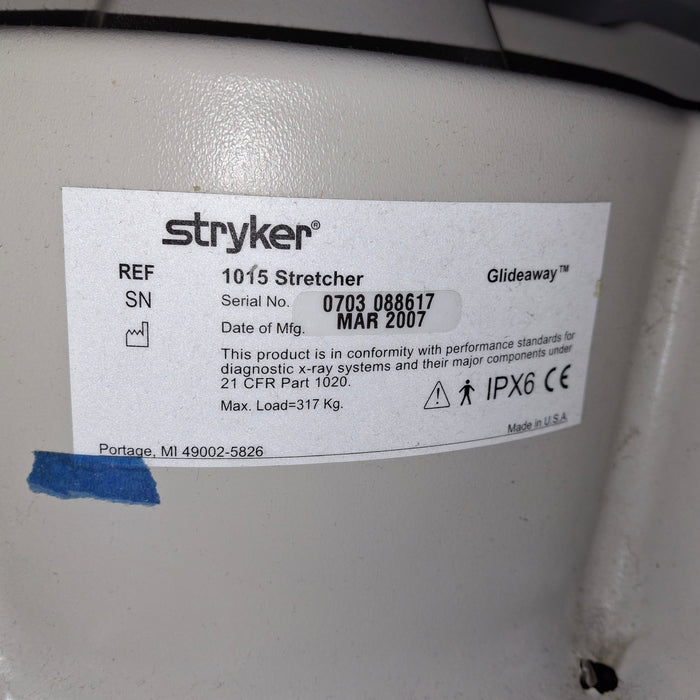 stryker®
REF 1015 Stretcher Glideaway™
SN Serial No. 0703 088617
Date of Mfg. MAR 2007
This product is in conformity with performance standards for
diagnostic x-ray systems and their major components under
21 CFR Part 1020.
Max. Load=317 Kg. IPX6 CE
Made in U.S.A.
Portage, MI 49002-5826